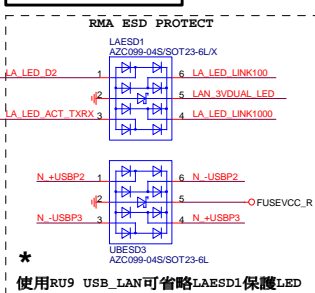 RMA ESD PROTECT
LAESD1
AZC099-04S/SOT23-6L/X
LA_LED_D2 1 6 LA_LED_LINK100
2 5 LAN_3VDUAL_LED
LA_LED_ACT_TXRX 3 4 LA_LED_LINK1000
N_+USBP2 1 6 N_-USBP2
2 5 FUSEVCC_R
N_-USBP3 3 4 N_+USBP3
UBESD3
AZC099-04S/SOT23-6L
*
使用RU9 USB_LAN可省略LAESD1保護LED